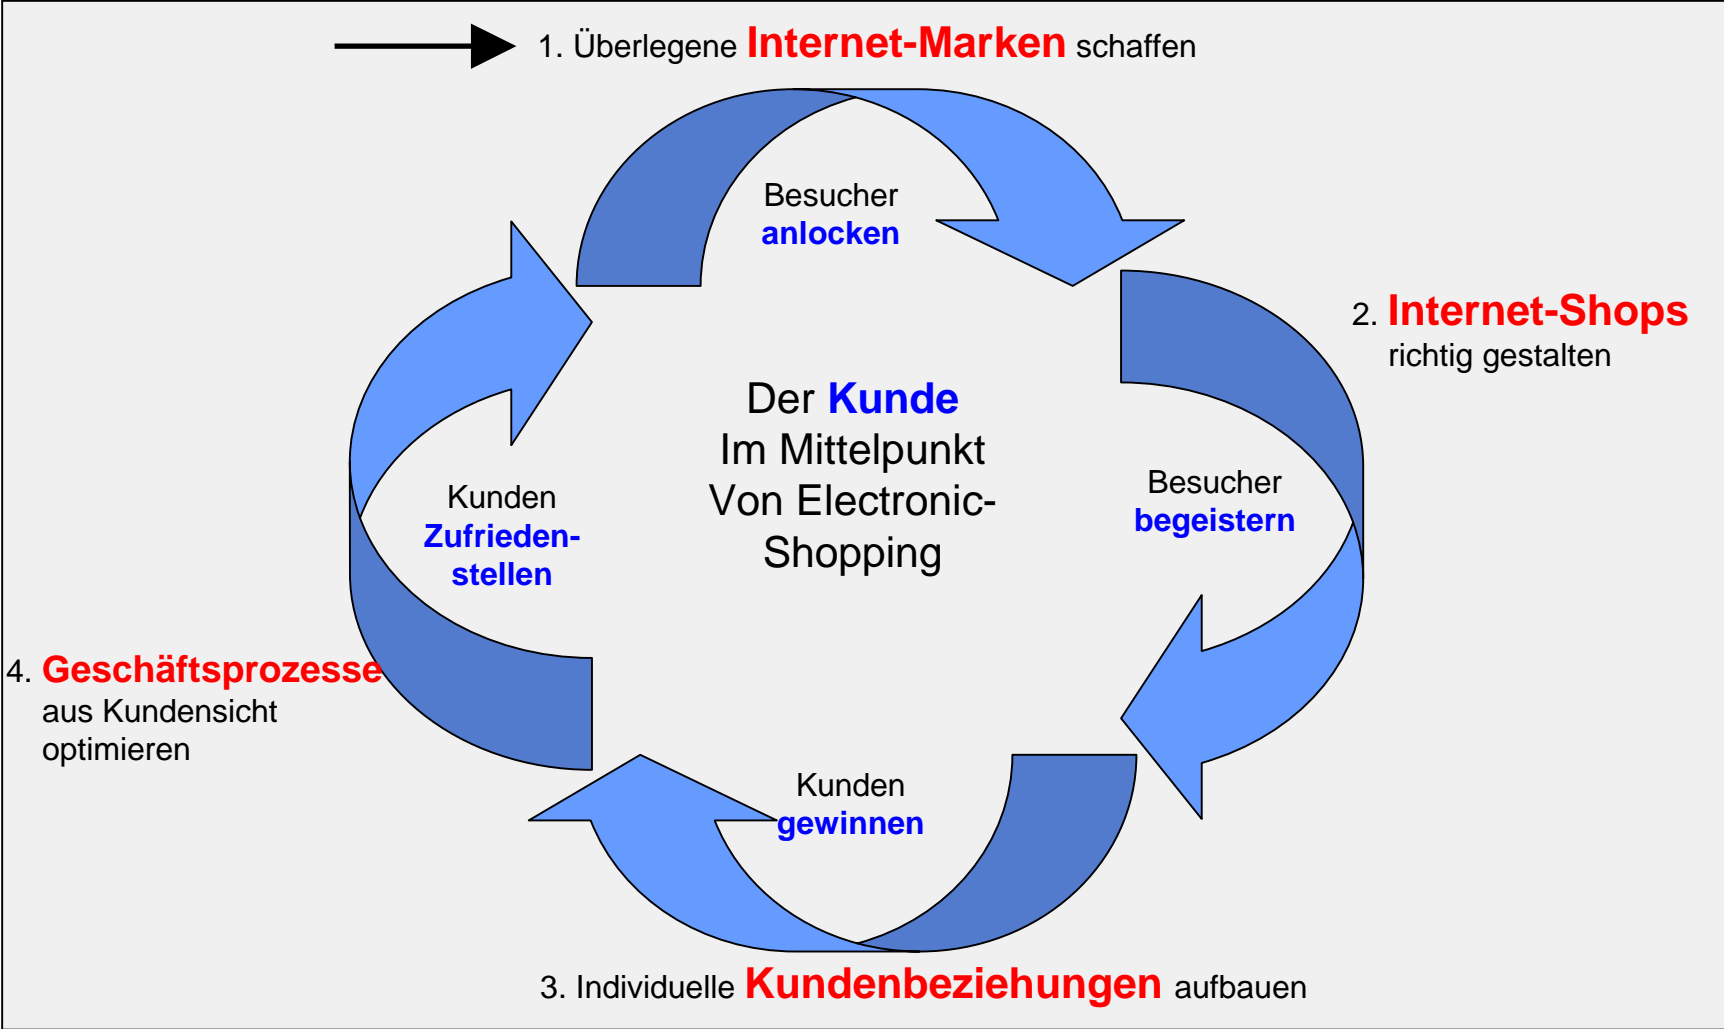 1. Überlegene Internet-Marken schaffen
Besucher
anlocken
2. Internet-Shops
richtig gestalten
Der Kunde
Im Mittelpunkt
Von Electronic-
Shopping
Besucher
begeistern
Kunden
Zufrieden-
stellen
4. Geschäftsprozesse
aus Kundensicht
optimieren
Kunden
gewinnen
3. Individuelle Kundenbeziehungen aufbauen